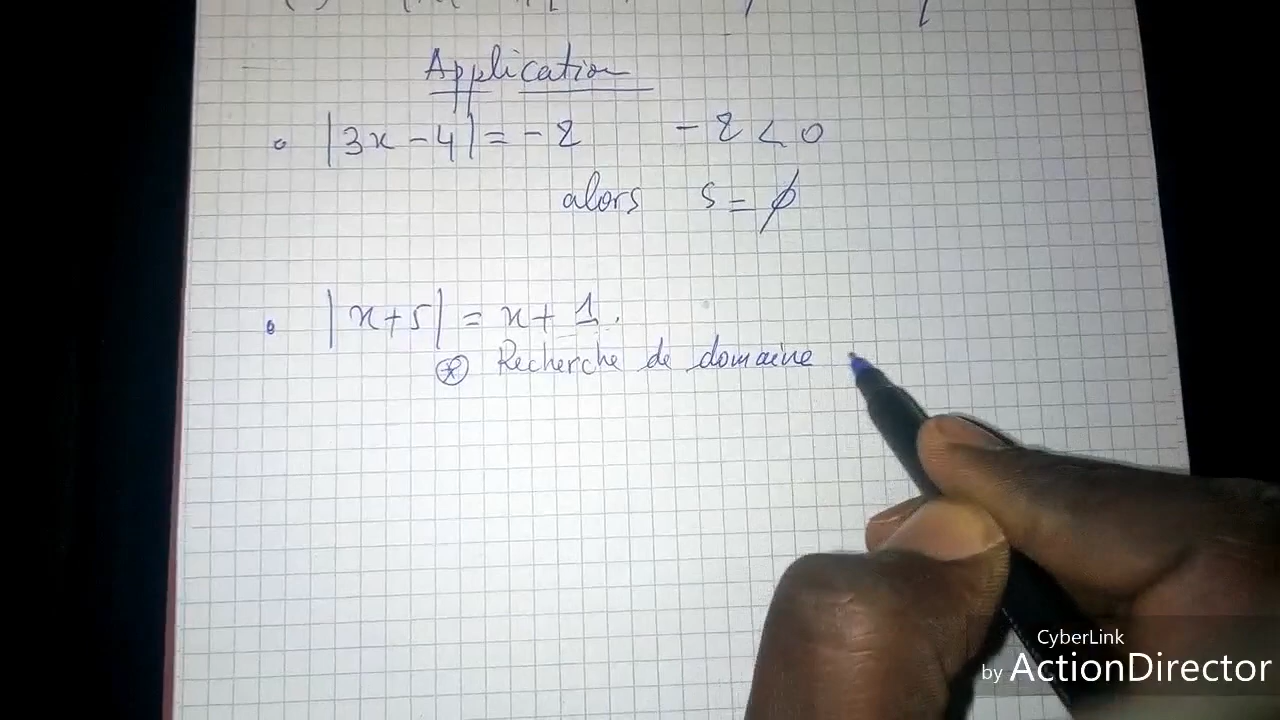 Application
|3x - 4| = - 2 - 2 < 0
alors S = ∅
|x + 5| = x + 1.
⊛ Recherche de domaine
CyberLink
by ActionDirector